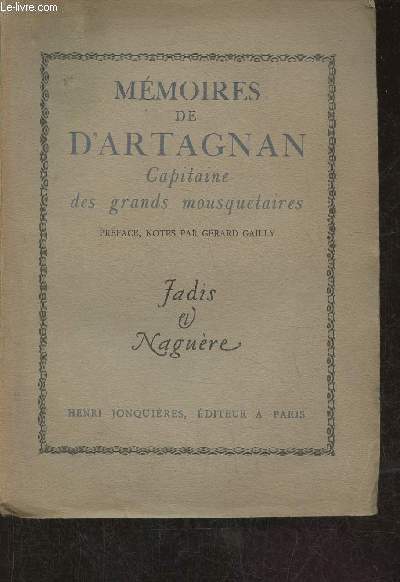 © - Le-livre.com
MÉMOIRES
DE
D'ARTAGNAN
Capitaine
des grands mousquetaires
PRÉFACE, NOTES PAR GÉRARD GAILLY
Jadis
et
Naguère
HENRI JONQUIÈRES, ÉDITEUR A PARIS